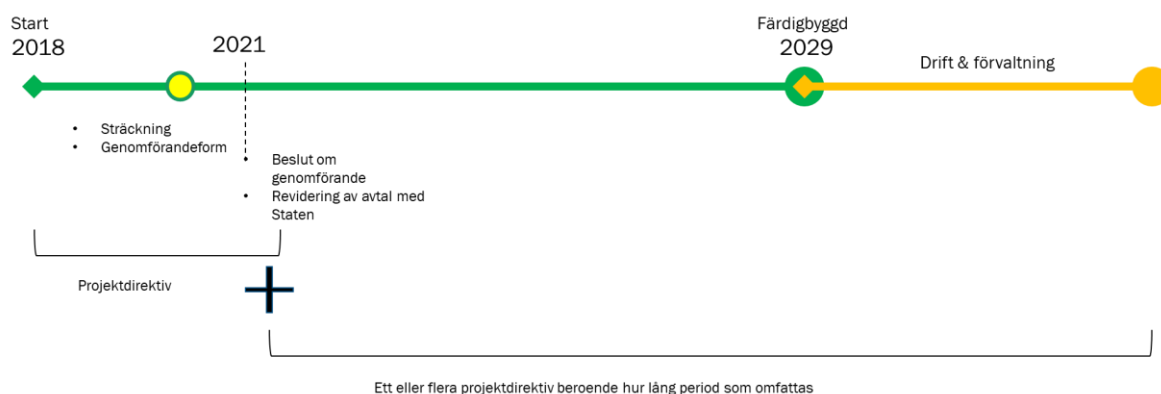 Start
2018
2021
Färdigbyggd
2029
Drift & förvaltning
• Sträckning
• Genomförandeform
• Beslut om
genomförande
• Revidering av avtal med
Staten
Projektdirektiv
Ett eller flera projektdirektiv beroende hur lång period som omfattas